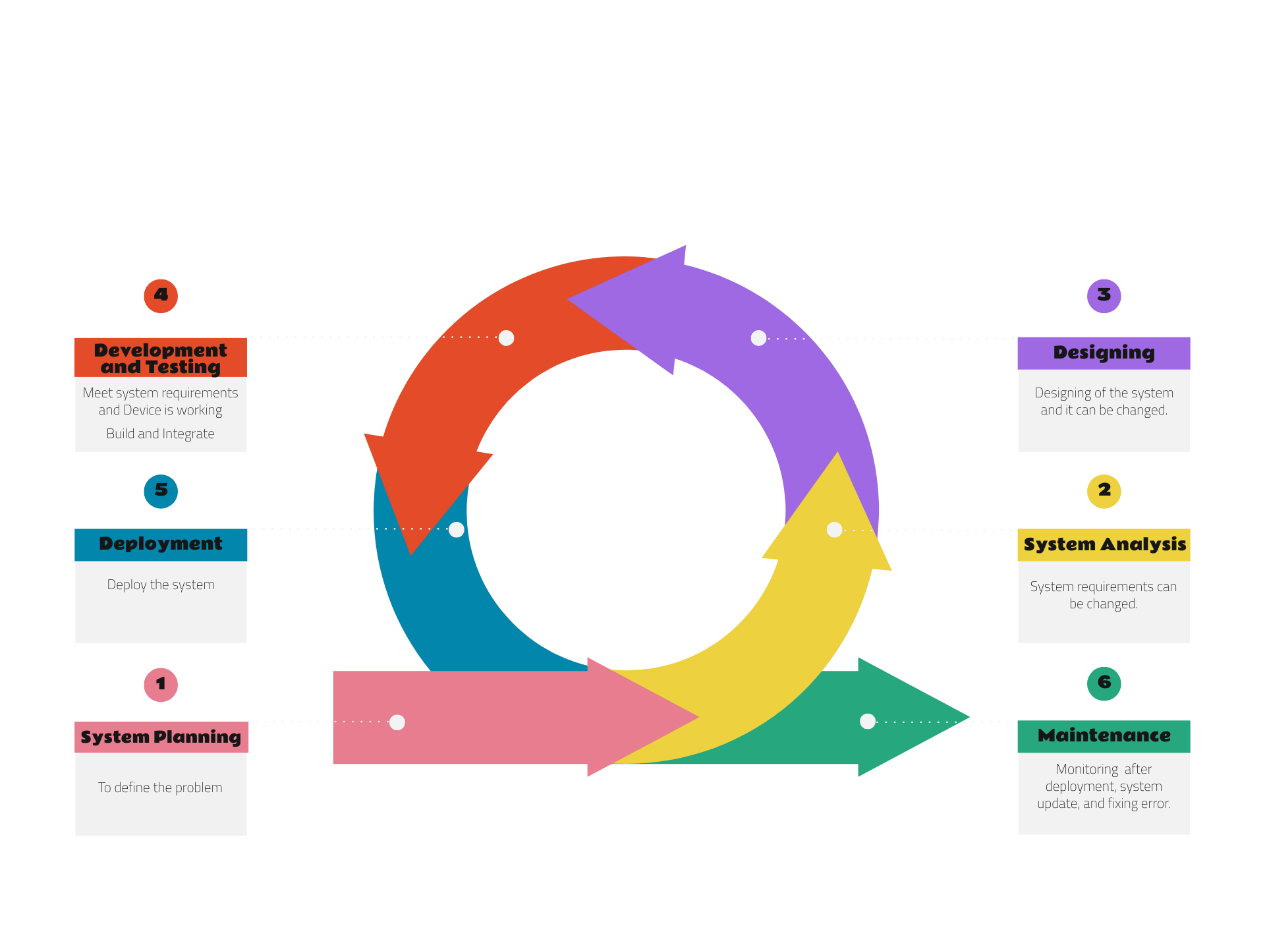 4
Development
and Testing
Meet system requirements
and Device is working
Build and Integrate
5
Deployment
Deploy the system
1
System Planning
To define the problem
3
Designing
Designing of the system
and it can be changed.
2
System Analysis
System requirements can
be changed.
6
Maintenance
Monitoring after
deployment, system
update, and fixing error.